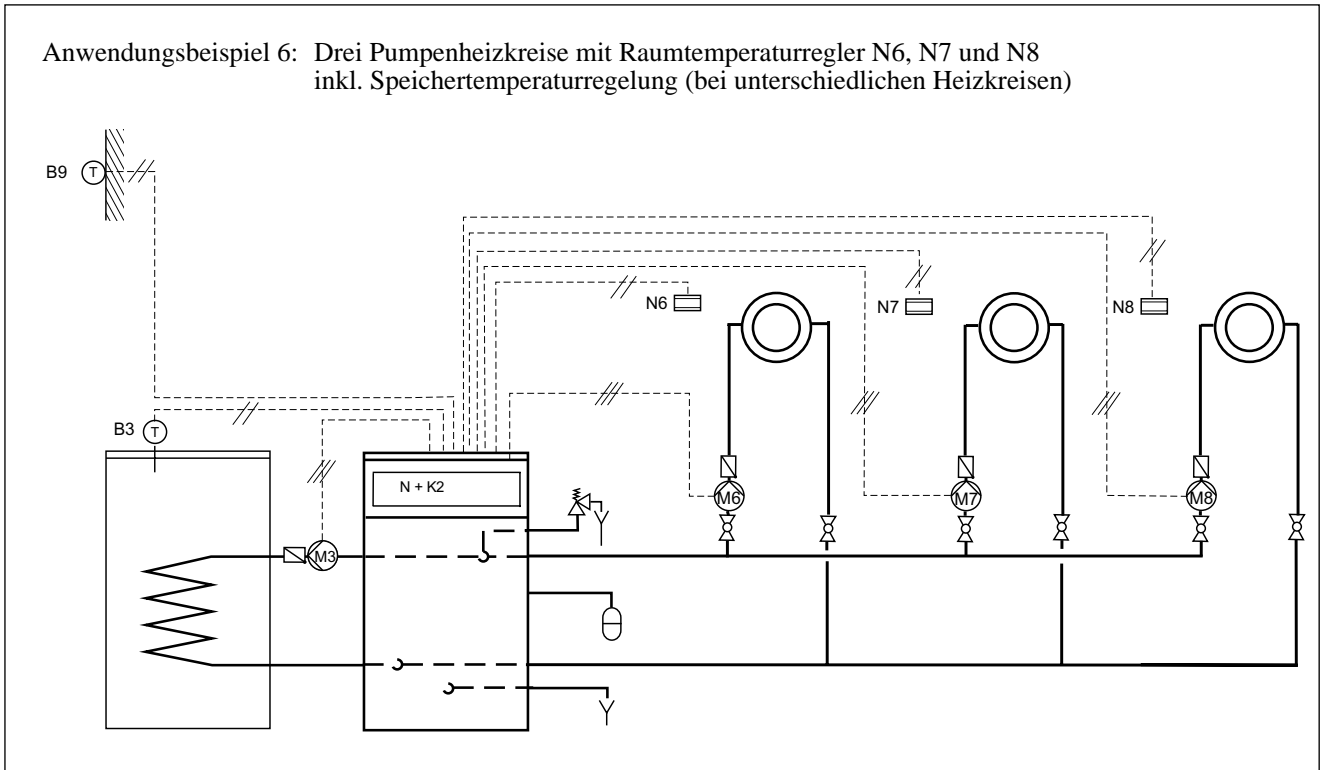 Anwendungsbeispiel 6: Drei Pumpenheizkreise mit Raumtemperaturregler N6, N7 und N8
inkl. Speichertemperaturregelung (bei unterschiedlichen Heizkreisen)
B9 T
N6
N7
N8
B3 T
N + K2
M6
M7
M8
M3